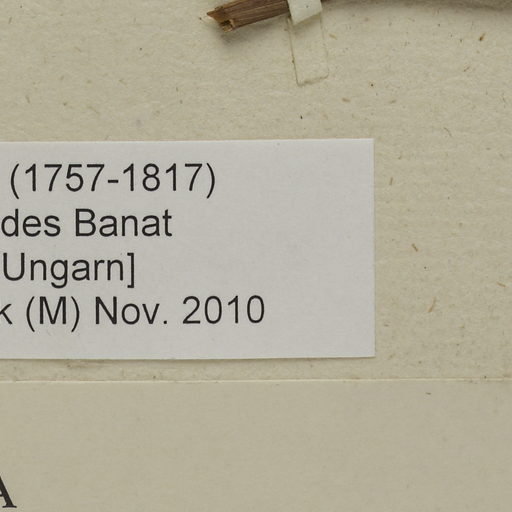 (1757-1817)
des Banat
Ungarn]
k (M) Nov. 2010
A